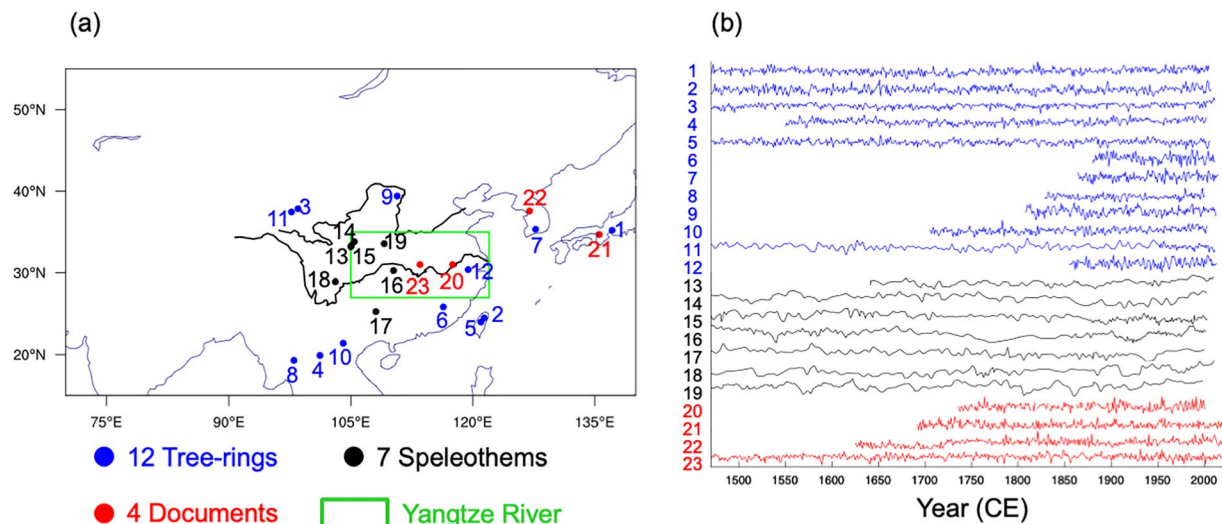 (a)
55°N
50°N
40°N
30°N
20°N
75°E
90°E
105°E
120°E
135°E
9
22
11
3
7
21
1
14
13
15
19
18
16
23
20
12
17
6
5
2
10
8
4
12 Tree-rings
7 Speleothems
4 Documents
Yangtze River
(b)
1
2
3
4
5
6
7
8
9
10
11
12
13
14
15
16
17
18
19
20
21
22
23
1500 1550 1600 1650 1700 1750 1800 1850 1900 1950 2000
Year (CE)